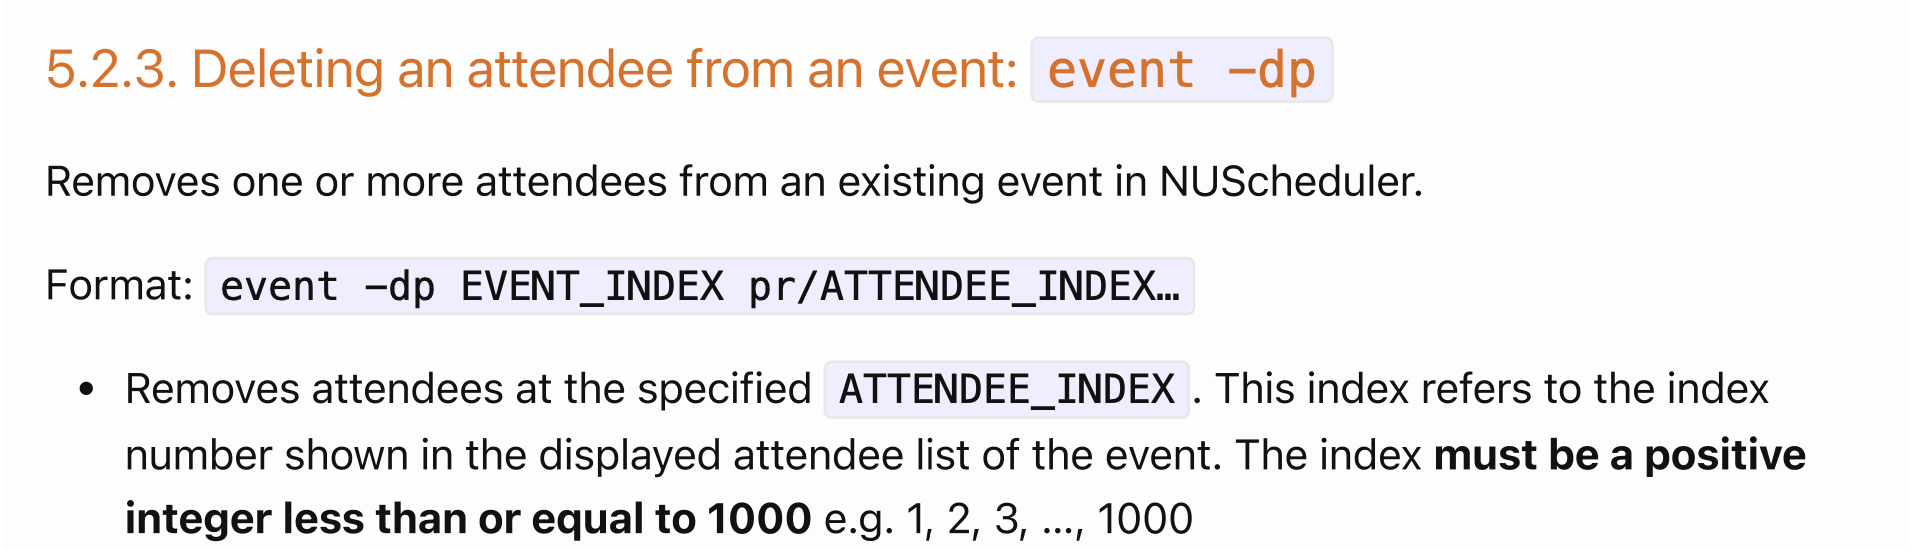 5.2.3. Deleting an attendee from an event: event -dp
Removes one or more attendees from an existing event in NUScheduler.
Format: event -dp EVENT_INDEX pr/ATTENDEE_INDEX…
• Removes attendees at the specified ATTENDEE_INDEX. This index refers to the index
number shown in the displayed attendee list of the event. The index must be a positive
integer less than or equal to 1000 e.g. 1, 2, 3, …, 1000